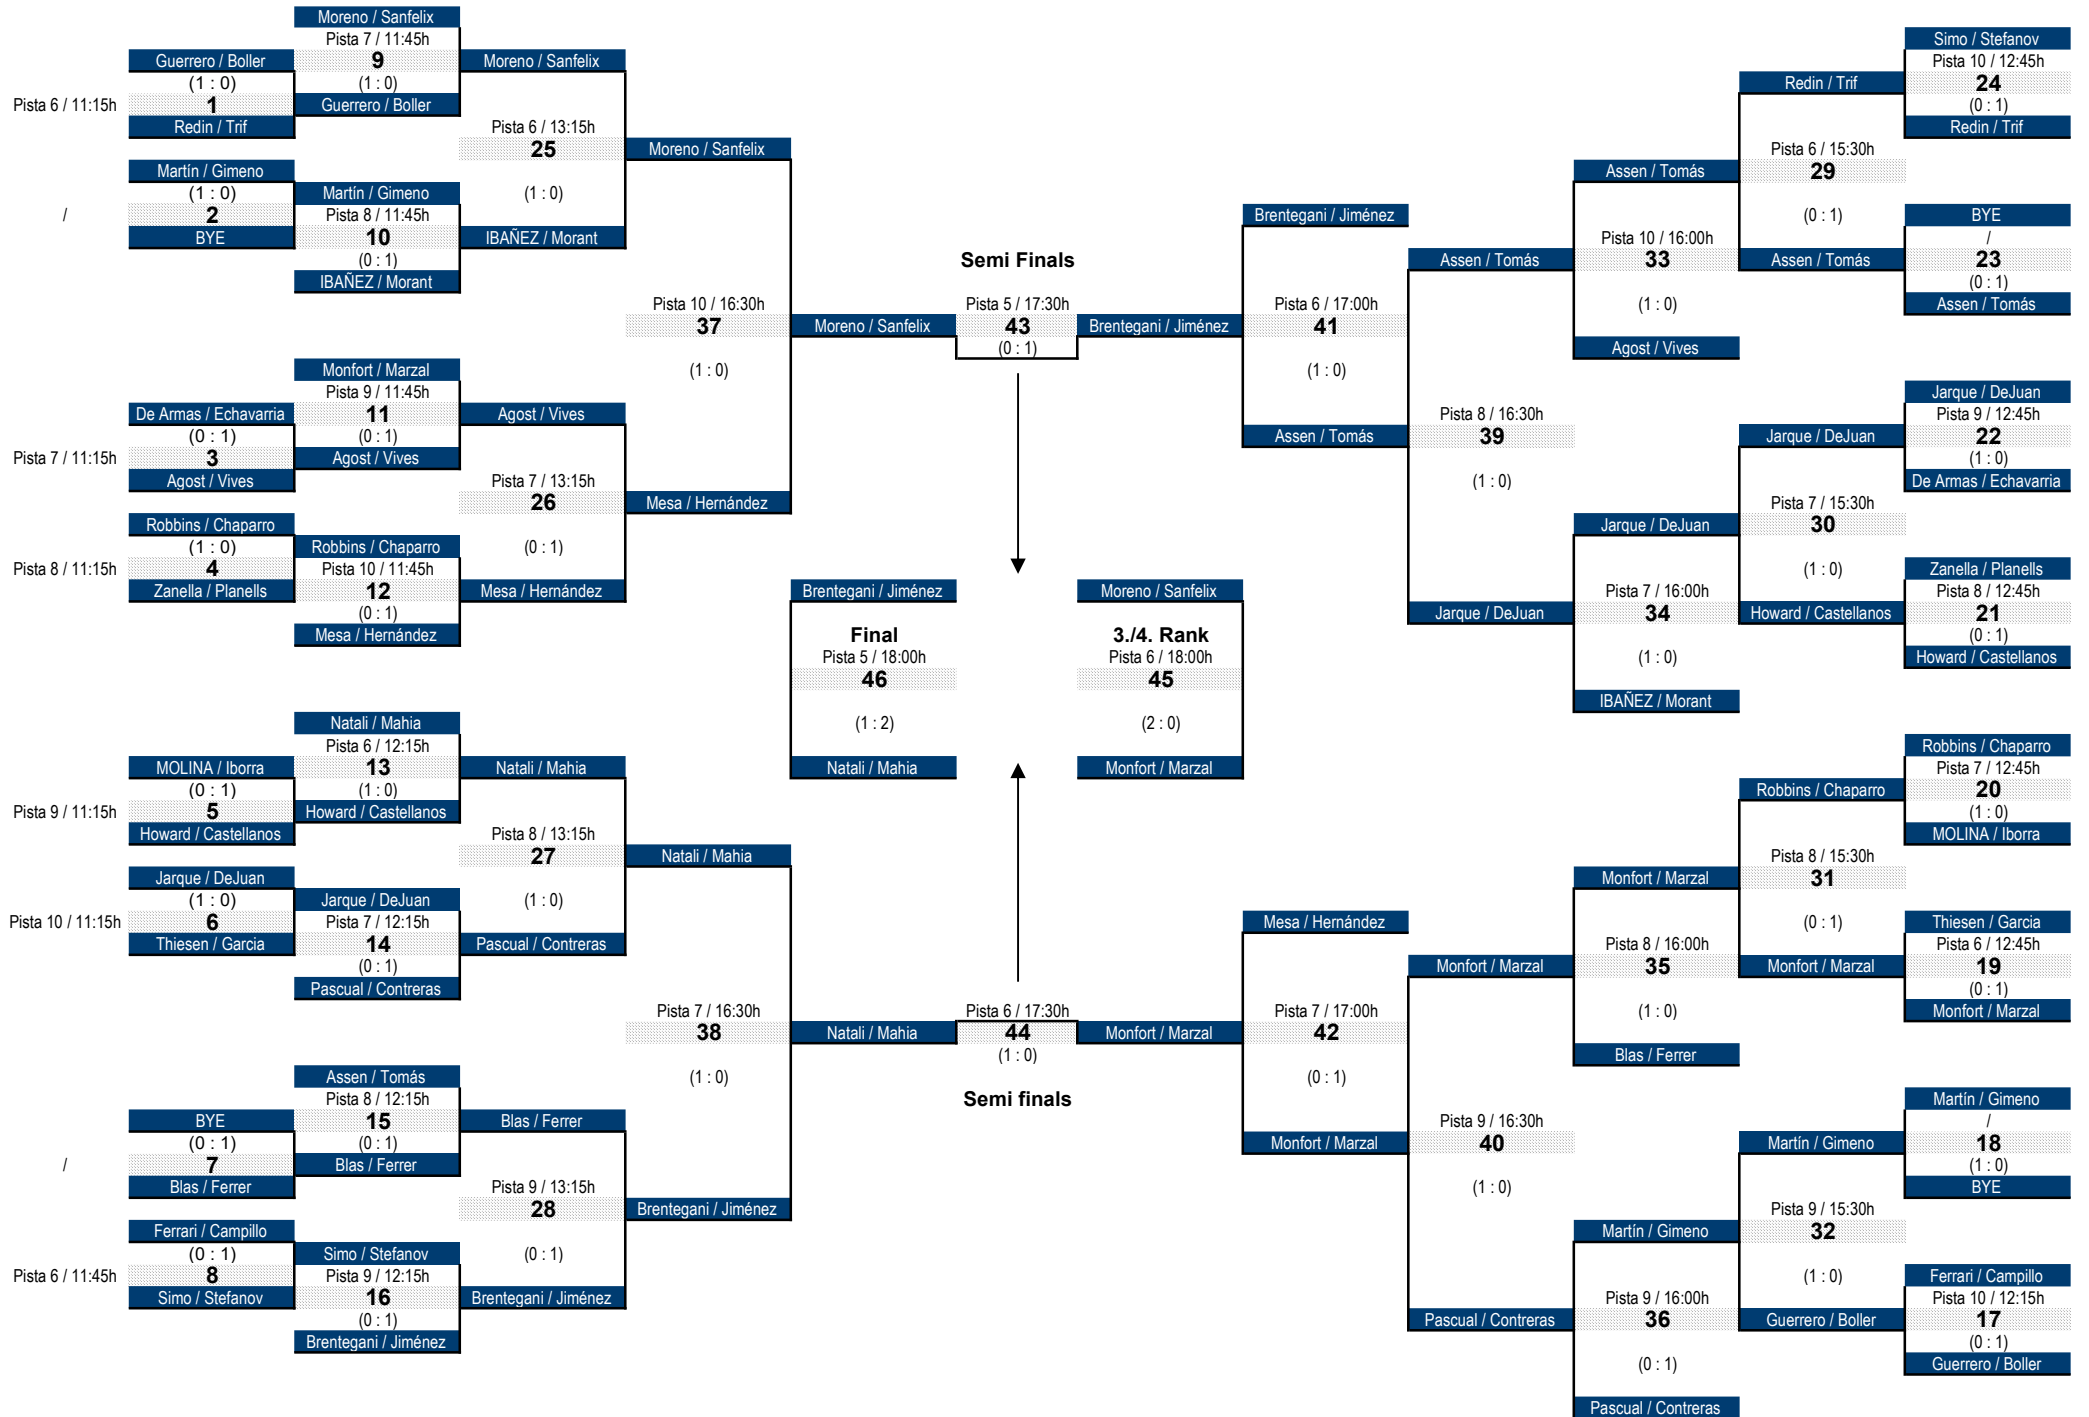 Moreno / Sanfelix
Pista 7 / 11:45h
Guerrero / Boller
9
Moreno / Sanfelix
(1 : 0)
(1 : 0)
Pista 6 / 11:15h
1
Guerrero / Boller
Redin / Trif
Pista 6 / 13:15h
25
Moreno / Sanfelix
(1 : 0)
Martín / Gimeno
(1 : 0)
Martín / Gimeno
/
2
Pista 8 / 11:45h
BYE
10
IBAÑEZ / Morant
(0 : 1)
IBAÑEZ / Morant
Pista 10 / 16:30h
37
Moreno / Sanfelix
(1 : 0)
Monfort / Marzal
Pista 9 / 11:45h
De Armas / Echavarria
11
Agost / Vives
(0 : 1)
(0 : 1)
Pista 7 / 11:15h
3
Agost / Vives
Agost / Vives
Pista 7 / 13:15h
26
Mesa / Hernández
(0 : 1)
Robbins / Chaparro
(1 : 0)
Robbins / Chaparro
Pista 8 / 11:15h
4
Pista 10 / 11:45h
Zanella / Planells
12
Mesa / Hernández
(0 : 1)
Mesa / Hernández
Natali / Mahia
Pista 6 / 12:15h
MOLINA / Iborra
13
Natali / Mahia
(0 : 1)
(1 : 0)
Pista 9 / 11:15h
5
Howard / Castellanos
Howard / Castellanos
Pista 8 / 13:15h
27
Natali / Mahia
(1 : 0)
Jarque / DeJuan
(1 : 0)
Jarque / DeJuan
Pista 10 / 11:15h
6
Pista 7 / 12:15h
Thiesen / Garcia
14
Pascual / Contreras
(0 : 1)
Pascual / Contreras
Pista 7 / 16:30h
38
Natali / Mahia
(1 : 0)
Assen / Tomás
Pista 8 / 12:15h
BYE
15
Blas / Ferrer
(0 : 1)
(0 : 1)
/
7
Blas / Ferrer
Blas / Ferrer
Pista 9 / 13:15h
28
Brentegani / Jiménez
(0 : 1)
Ferrari / Campillo
(0 : 1)
Simo / Stefanov
Pista 6 / 11:45h
8
Pista 9 / 12:15h
Simo / Stefanov
16
Brentegani / Jiménez
(0 : 1)
Brentegani / Jiménez
Semi Finals
Pista 5 / 17:30h
43
(0 : 1)
Brentegani / Jiménez
Brentegani / Jiménez
Final
Pista 5 / 18:00h
46
(1 : 2)
Natali / Mahia
Moreno / Sanfelix
3./4. Rank
Pista 6 / 18:00h
45
(2 : 0)
Monfort / Marzal
Pista 6 / 17:30h
44
(1 : 0)
Monfort / Marzal
Semi finals
Brentegani / Jiménez
Pista 6 / 17:00h
41
(1 : 0)
Assen / Tomás
Assen / Tomás
Pista 8 / 16:30h
39
(1 : 0)
Jarque / DeJuan
Assen / Tomás
Pista 10 / 16:00h
33
(1 : 0)
Agost / Vives
Redin / Trif
Pista 6 / 15:30h
29
(0 : 1)
Assen / Tomás
Simo / Stefanov
Pista 10 / 12:45h
24
(0 : 1)
Redin / Trif
BYE
/
23
(0 : 1)
Assen / Tomás
Jarque / DeJuan
Pista 7 / 16:00h
34
(1 : 0)
IBAÑEZ / Morant
Jarque / DeJuan
Pista 7 / 15:30h
30
(1 : 0)
Howard / Castellanos
Jarque / DeJuan
Pista 9 / 12:45h
22
(1 : 0)
De Armas / Echavarria
Zanella / Planells
Pista 8 / 12:45h
21
(0 : 1)
Howard / Castellanos
Mesa / Hernández
Pista 7 / 17:00h
42
(0 : 1)
Monfort / Marzal
Monfort / Marzal
Pista 9 / 16:30h
40
(1 : 0)
Pascual / Contreras
Monfort / Marzal
Pista 8 / 16:00h
35
(1 : 0)
Blas / Ferrer
Robbins / Chaparro
Pista 8 / 15:30h
31
(0 : 1)
Monfort / Marzal
Robbins / Chaparro
Pista 7 / 12:45h
20
(1 : 0)
MOLINA / Iborra
Thiesen / Garcia
Pista 6 / 12:45h
19
(0 : 1)
Monfort / Marzal
Martín / Gimeno
Pista 9 / 16:00h
36
(0 : 1)
Pascual / Contreras
Martín / Gimeno
Pista 9 / 15:30h
32
(1 : 0)
Guerrero / Boller
Martín / Gimeno
/
18
(1 : 0)
BYE
Ferrari / Campillo
Pista 10 / 12:15h
17
(0 : 1)
Guerrero / Boller